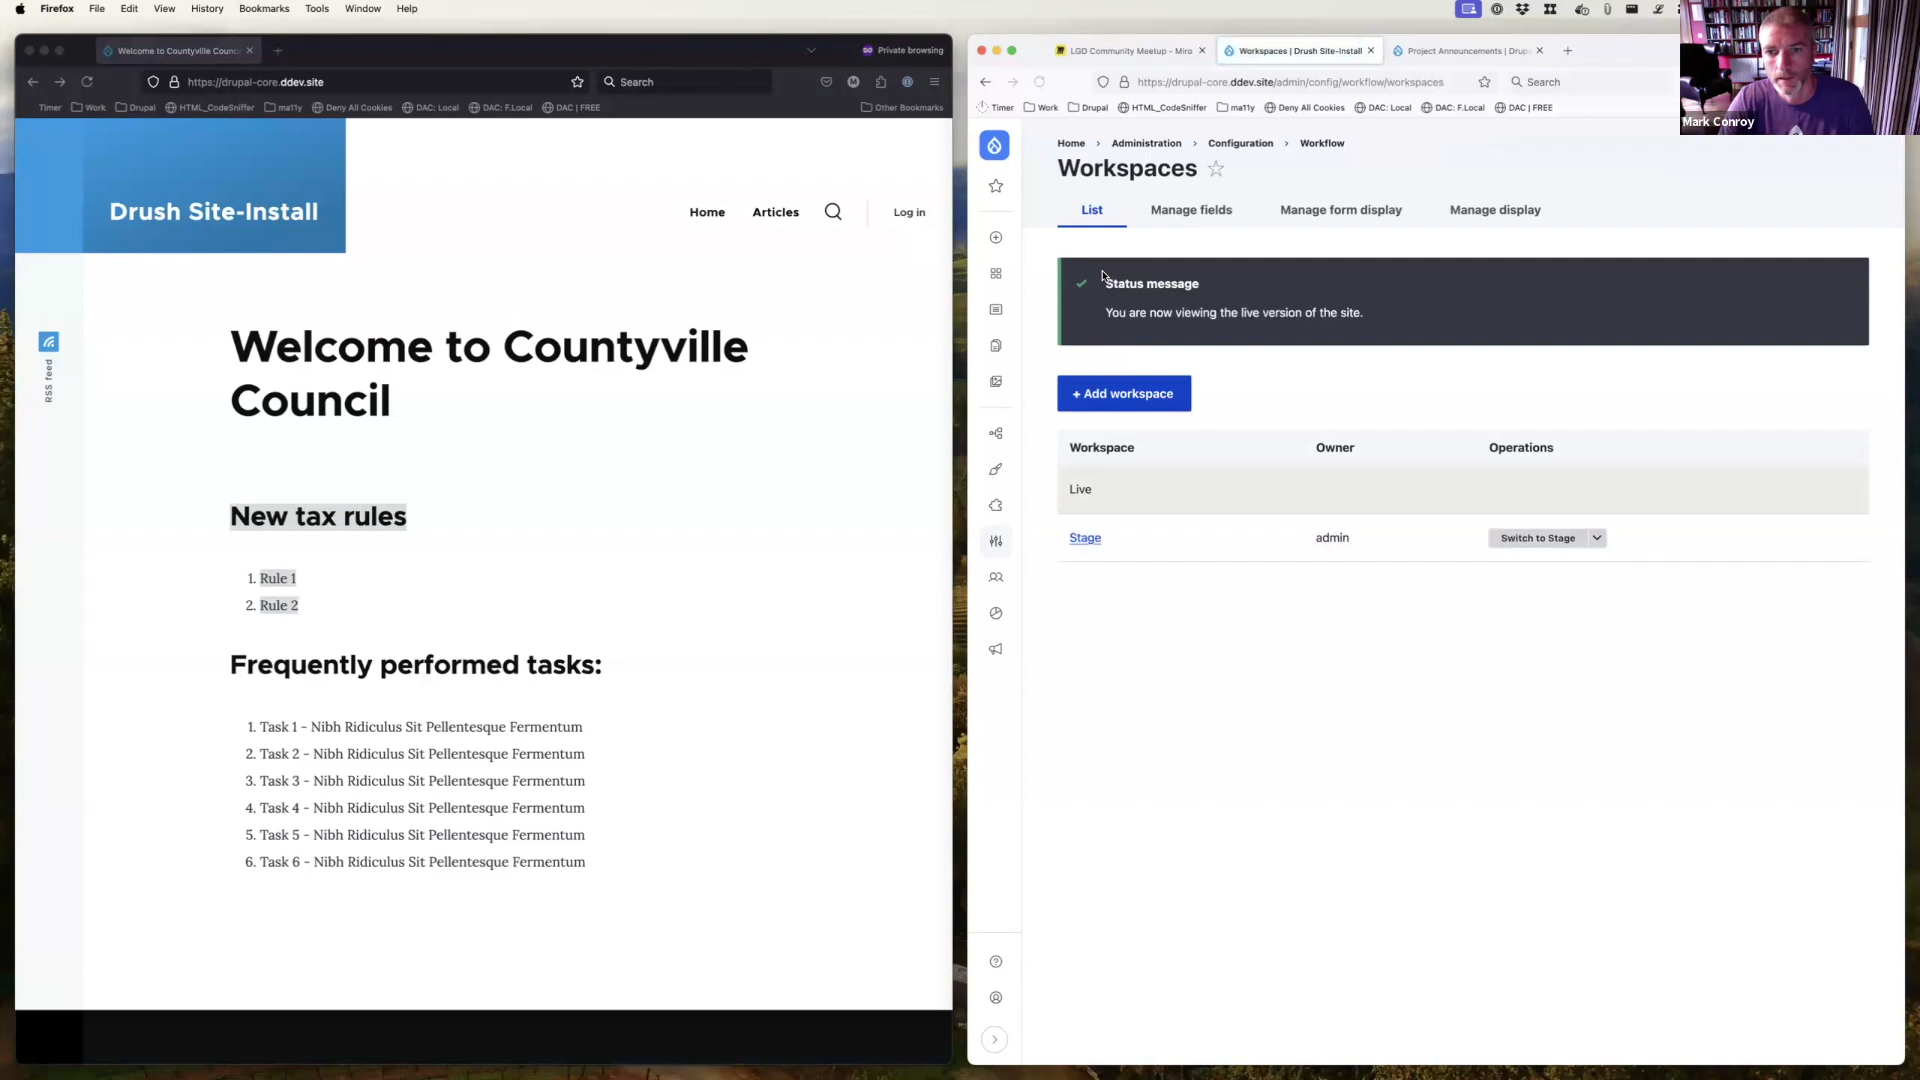 Firefox File Edit View History Bookmarks Tools Window Help
Welcome to Countyville Counc
Private browsing
https://drupal-core.ddev.site
Search
Timer Work Drupal HTML_CodeSniffer ma11y Deny All Cookies DAC: Local DAC: F.Local DAC | FREE Other Bookmarks
Drush Site-Install
Home Articles Log in
RSS feed
Welcome to Countyville
Council
New tax rules
1. Rule 1
2. Rule 2
Frequently performed tasks:
1. Task 1 - Nibh Ridiculus Sit Pellentesque Fermentum
2. Task 2 - Nibh Ridiculus Sit Pellentesque Fermentum
3. Task 3 - Nibh Ridiculus Sit Pellentesque Fermentum
4. Task 4 - Nibh Ridiculus Sit Pellentesque Fermentum
5. Task 5 - Nibh Ridiculus Sit Pellentesque Fermentum
6. Task 6 - Nibh Ridiculus Sit Pellentesque Fermentum
LGD Community Meetup - Miro
Workspaces | Drush Site-Install
Project Announcements | Drup
https://drupal-core.ddev.site/admin/config/workflow/workspaces
Search
Timer Work Drupal HTML_CodeSniffer ma11y Deny All Cookies DAC: Local DAC: F.Local DAC | FREE
Mark Conroy
Home > Administration > Configuration > Workflow
Workspaces
List Manage fields Manage form display Manage display
Status message
You are now viewing the live version of the site.
+ Add workspace
Workspace Owner Operations
Live
Stage admin Switch to Stage